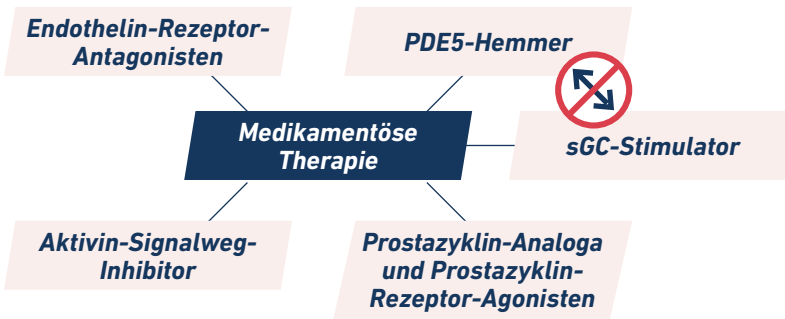 Endothelin-Rezeptor-
Antagonisten
PDE5-Hemmer
Medikamentöse
Therapie
sGC-Stimulator
Aktivin-Signalweg-
Inhibitor
Prostazyklin-Analoga
und Prostazyklin-
Rezeptor-Agonisten